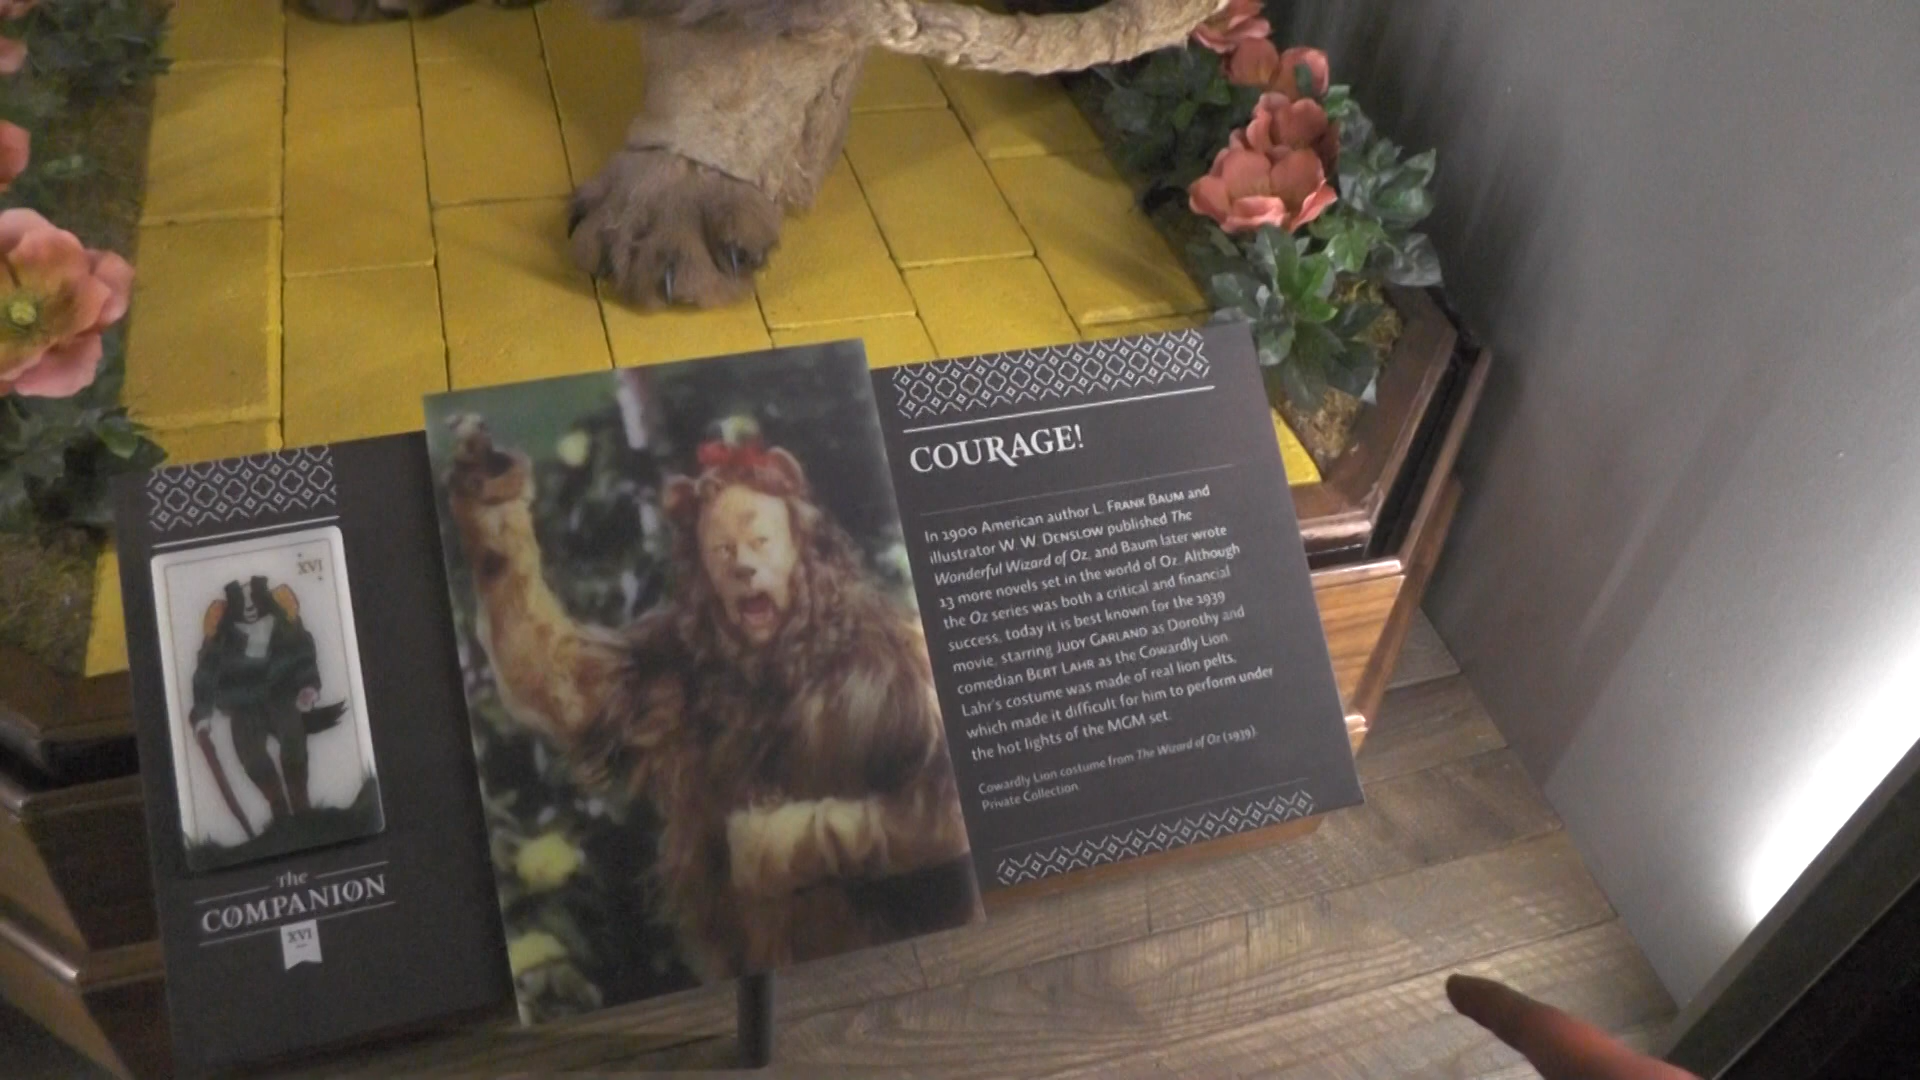 XVI
The
COMPANION
XVI
COURAGE!
In 1900 American author L. FRANK BAUM and
illustrator W. W. DENSLOW published The
Wonderful Wizard of Oz, and Baum later wrote
13 more novels set in the world of Oz. Although
the Oz series was both a critical and financial
success, today it is best known for the 1939
movie, starring JUDY GARLAND as Dorothy and
comedian BERT LAHR as the Cowardly Lion.
Lahr's costume was made of real lion pelts,
which made it difficult for him to perform under
the hot lights of the MGM set.
Cowardly Lion costume from The Wizard of Oz (1939).
Private Collection